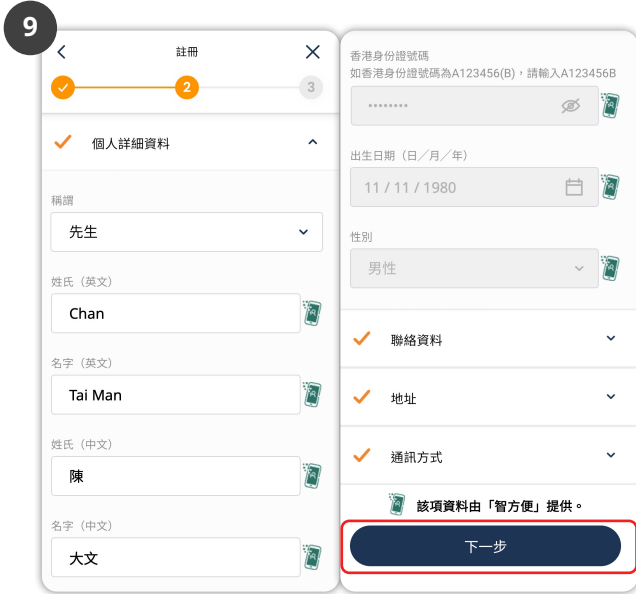 9
註冊
2
3
個人詳細資料
稱謂
先生
姓氏（英文）
Chan
名字（英文）
Tai Man
姓氏（中文）
陳
名字（中文）
大文
香港身份證號碼
如香港身份證號碼為A123456(B)，請輸入A123456B
••••••••
出生日期（日／月／年）
11 / 11 / 1980
性別
男性
聯絡資料
地址
通訊方式
該項資料由「智方便」提供。
下一步